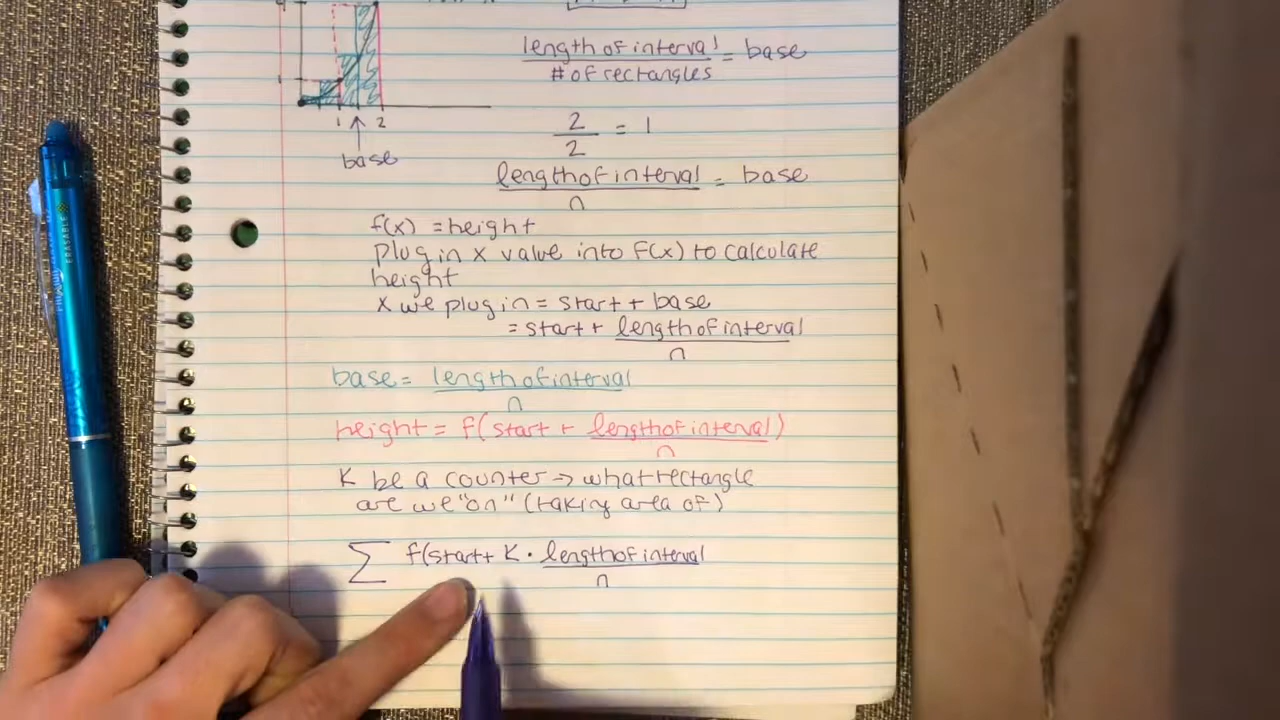 length of interval = base
# of rectangles
1 2
2 = 1
2
base
length of interval = base
n
f(x) = height
plug in x value into f(x) to calculate
height
x we plug in = start + base
= start + length of interval
n
base = length of interval
n
height = f(start + length of interval)
n
K be a counter → what rectangle
are we "on" (taking area of)
∑ f(start + K · length of interval
n